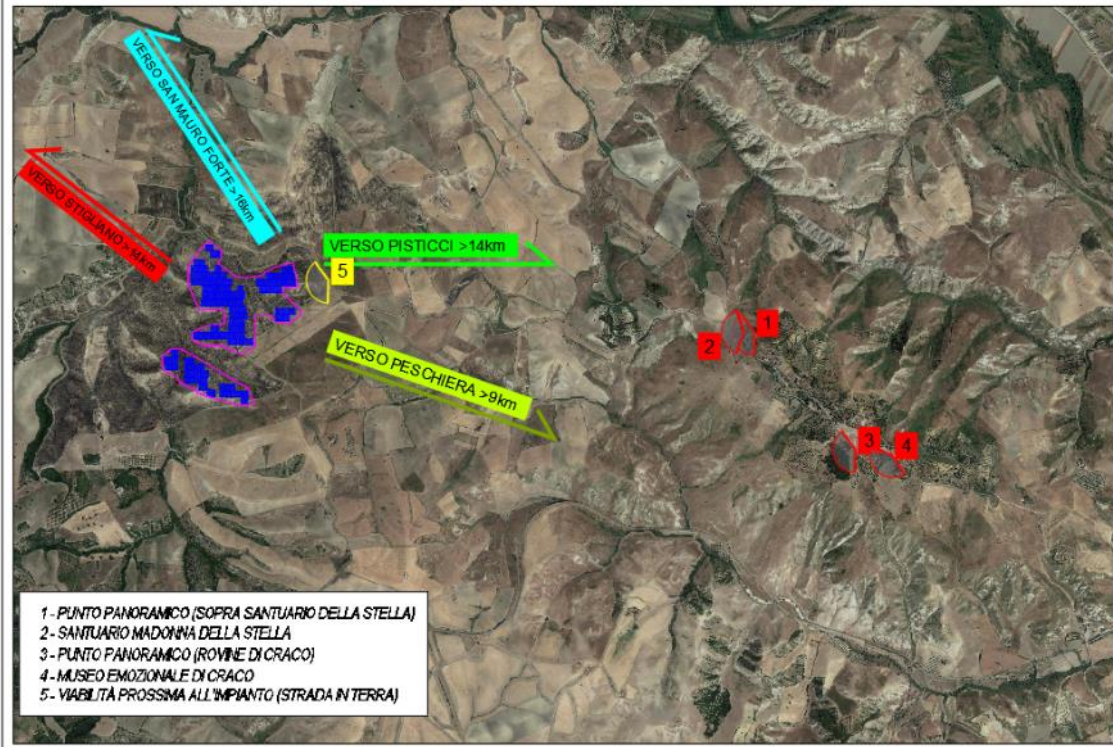 VERSO SAN MAURO FORTE >16km
VERSO STIGLIANO >14km
VERSO PISTICCI >14km
5
VERSO PESCHIERA >9km
1
2
3
4
1 - PUNTO PANORAMICO (SOPRA SANTUARIO DELLA STELLA)
2 - SANTUARIO MADONNA DELLA STELLA
3 - PUNTO PANORAMICO (ROVINE DI CRACO)
4 - MUSEO EMOZIONALE DI CRACO
5 - VIABILITÀ PROSSIMA ALL'IMPIANTO (STRADA IN TERRA)